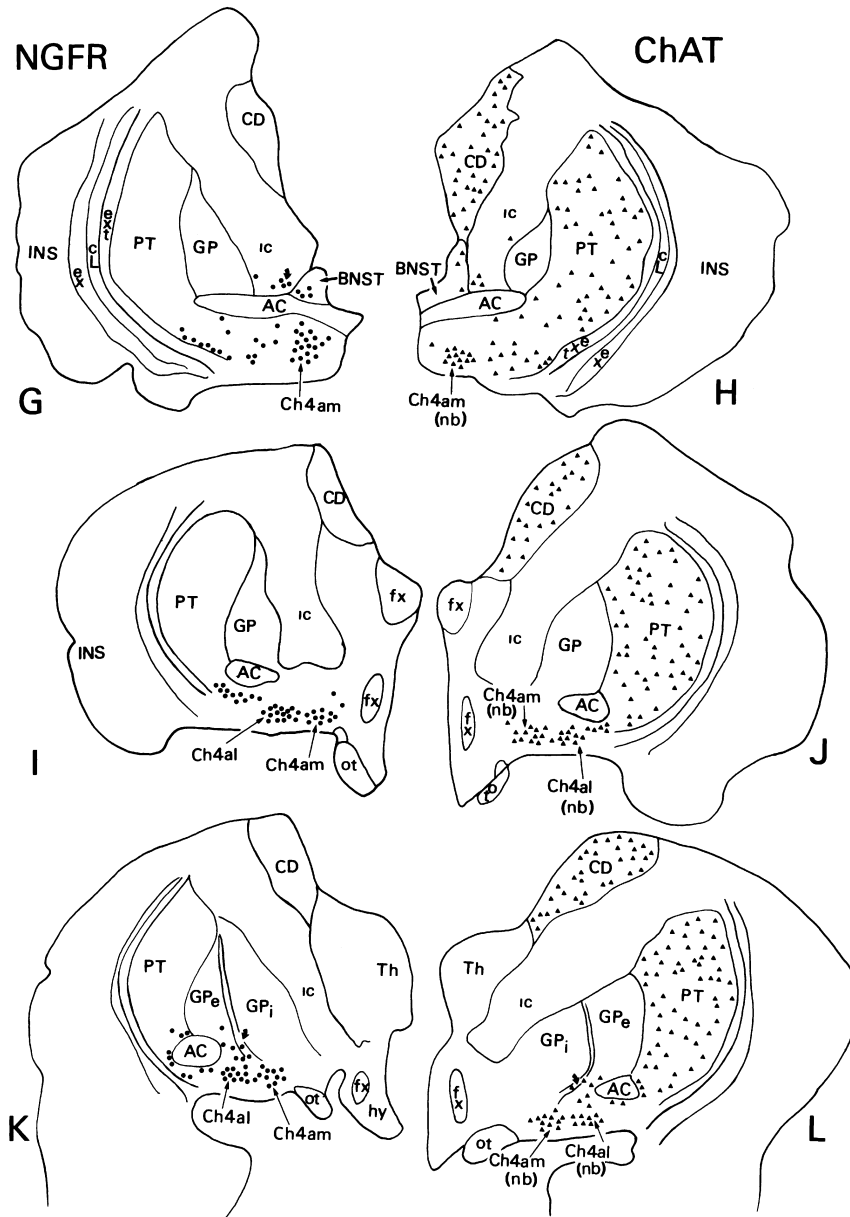 NGFR
ChAT
CD
INS
ex
cL
ext
PT
GP
ic
BNST
AC
Ch4am
G
CD
ic
BNST
GP
PT
AC
cL
INS
ext
ex
Ch4am
(nb)
H
CD
PT
GP
ic
fx
INS
AC
fx
Ch4al
Ch4am
ot
I
CD
fx
ic
GP
PT
Ch4am
(nb)
AC
fx
ot
Ch4al
(nb)
J
CD
PT
Th
GPe
GPi
ic
AC
Ch4al
Ch4am
ot
fx
hy
K
CD
Th
ic
GPe
PT
GPi
AC
fx
ot
Ch4am
(nb)
Ch4al
(nb)
L